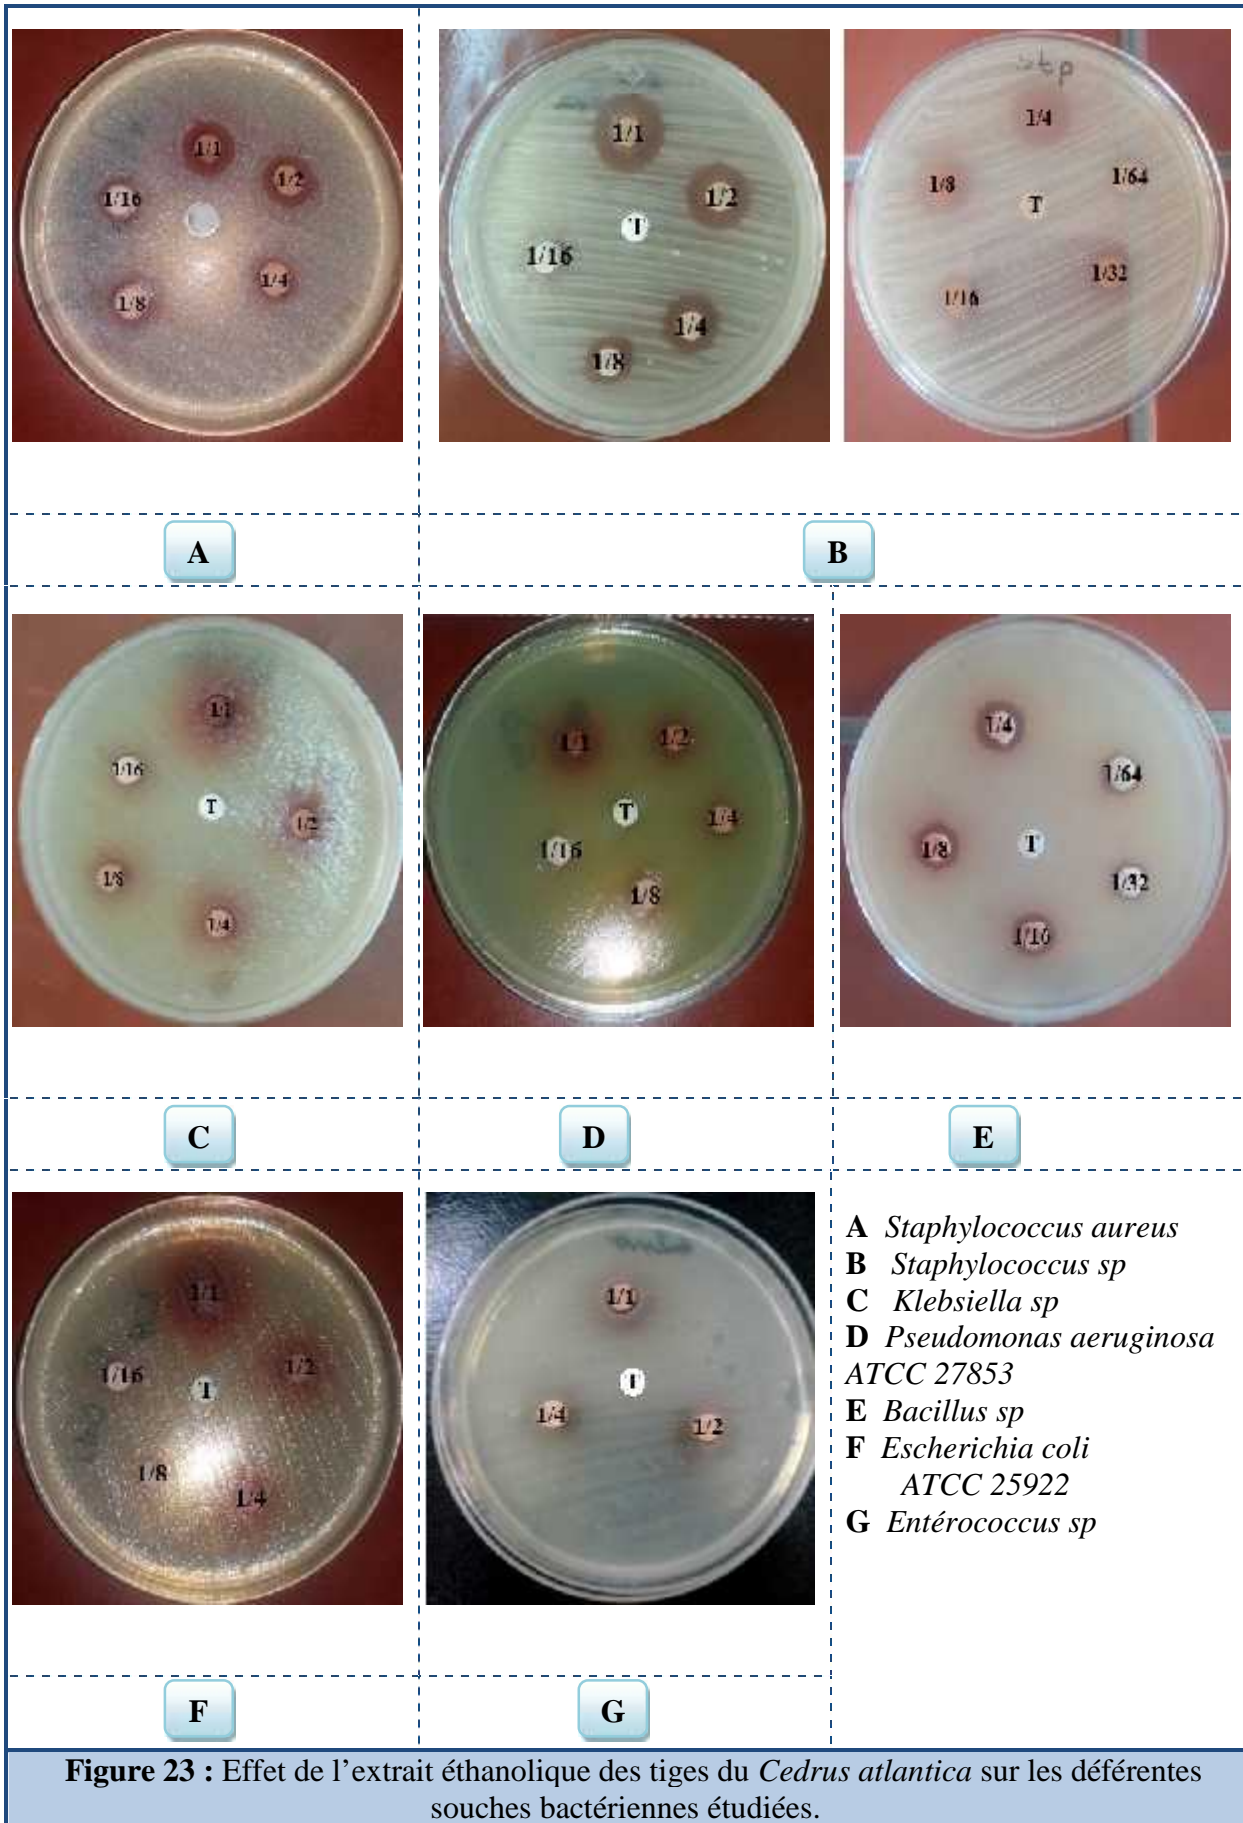 1/1
1/2
1/16
1/4
1/8
1/1
1/2
T
1/16
1/4
1/8
stp
1/4
1/8
1/64
T
1/32
1/16
A
B
1/1
1/16
T
1/2
1/8
1/4
1/1
1/2
T
1/4
1/16
1/8
1/4
1/64
1/8
T
1/32
1/16
C
D
E
1/1
1/16
1/2
T
1/8
1/4
1/1
T
1/4
1/2
A Staphylococcus aureus
B Staphylococcus sp
C Klebsiella sp
D Pseudomonas aeruginosa
ATCC 27853
E Bacillus sp
F Escherichia coli
ATCC 25922
G Entérococcus sp
F
G
Figure 23 : Effet de l’extrait éthanolique des tiges du Cedrus atlantica sur les déférentes
souches bactériennes étudiées.